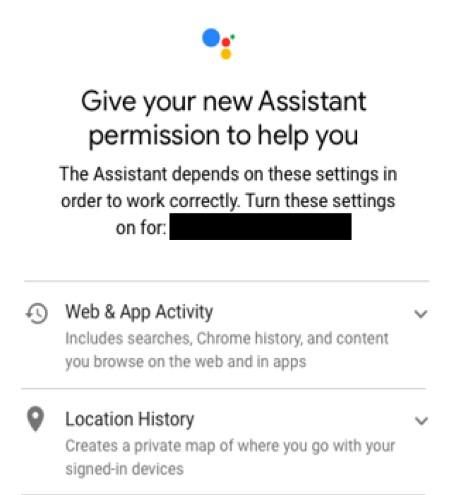 Give your new Assistant
permission to help you
The Assistant depends on these settings in
order to work correctly. Turn these settings
on for:
Web & App Activity
Includes searches, Chrome history, and content
you browse on the web and in apps
Location History
Creates a private map of where you go with your
signed-in devices